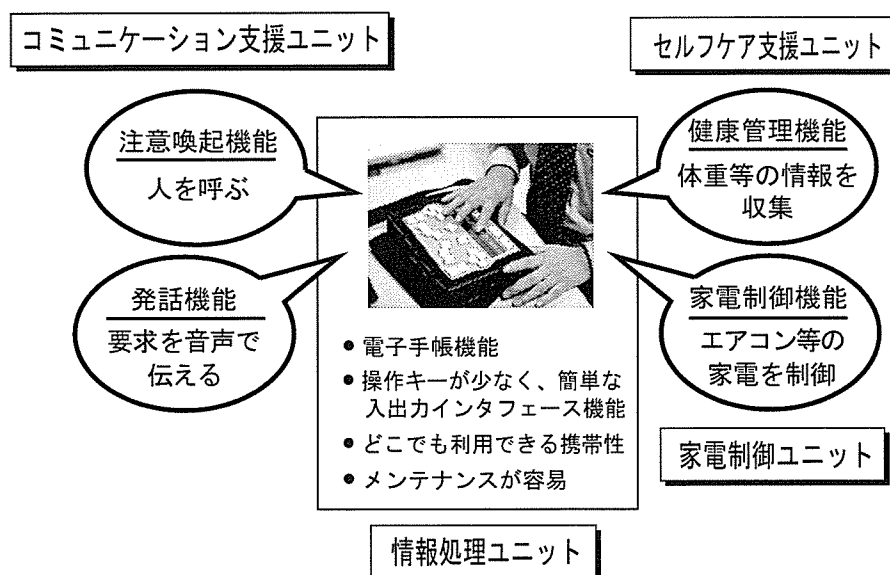 コミュニケーション支援ユニット
セルフケア支援ユニット
注意喚起機能
人を呼ぶ
健康管理機能
体重等の情報を
収集
発話機能
要求を音声で
伝える
家電制御機能
エアコン等の
家電を制御
● 電子手帳機能
● 操作キーが少なく、簡単な
入出力インタフェース機能
● どこでも利用できる携帯性
● メンテナンスが容易
家電制御ユニット
情報処理ユニット